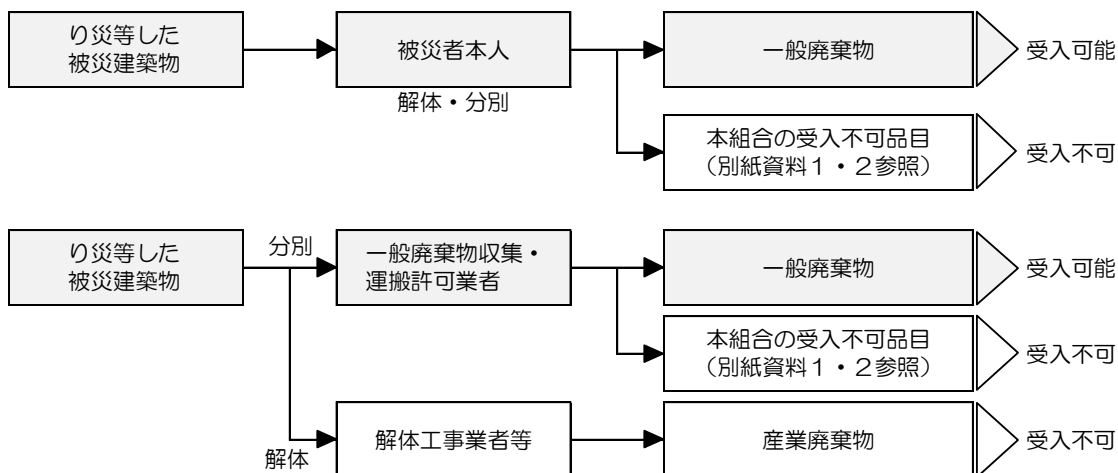 り災等した
被災建築物
被災者本人
解体・分別
一般廃棄物
受入可能
本組合の受入不可品目
（別紙資料１・２参照）
受入不可
り災等した
被災建築物
分別
一般廃棄物収集・
運搬許可業者
一般廃棄物
受入可能
本組合の受入不可品目
（別紙資料１・２参照）
受入不可
解体
解体工事業者等
産業廃棄物
受入不可